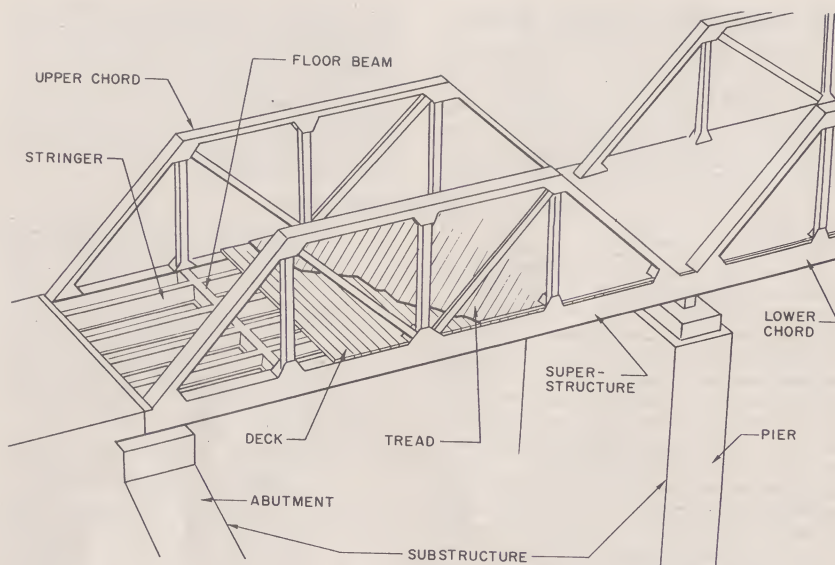 FLOOR BEAM
UPPER CHORD
STRINGER
LOWER
CHORD
SUPER-
STRUCTURE
DECK
TREAD
PIER
ABUTMENT
SUBSTRUCTURE